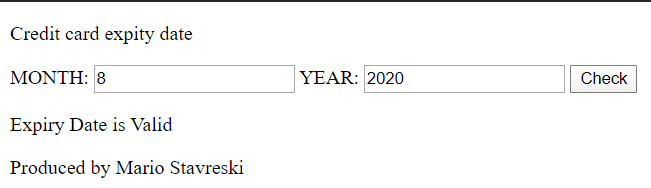 Credit card expity date
MONTH: 8 YEAR: 2020 Check
Expiry Date is Valid
Produced by Mario Stavreski